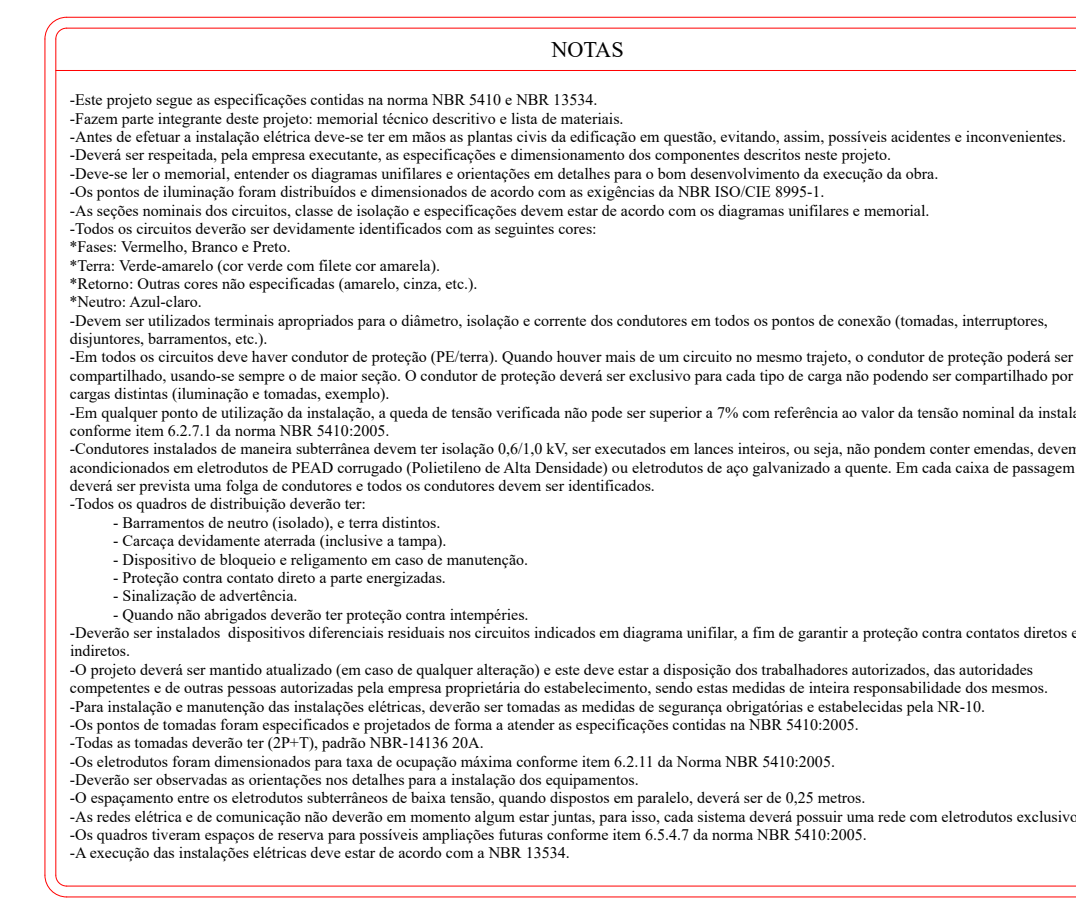 NOTAS
-Este projeto segue as especificações contidas na norma NBR 5410 e NBR 13534.
-Fazem parte integrante deste projeto: memorial técnico descritivo e lista de materiais.
-Antes de efetuar a instalação elétrica deve-se ter em mãos as plantas civis da edificação em questão, evitando, assim, possíveis acidentes e inconvenientes.
-Deverá ser respeitada, pela empresa executante, as especificações e dimensionamento dos componentes descritos neste projeto.
-Deve-se ler o memorial, entender os diagramas unifilares e orientações em detalhes para o bom desenvolvimento da execução da obra.
-Os pontos de iluminação foram distribuídos e dimensionados de acordo com as exigências da NBR ISO/CIE 8995-1.
-As seções nominais dos circuitos, classe de isolação e especificações devem estar de acordo com os diagramas unifilares e memorial.
-Todos os circuitos deverão ser devidamente identificados com as seguintes cores:
*Fases: Vermelho, Branco e Preto.
*Terra: Verde-amarelo (cor verde com filete cor amarela).
*Retorno: Outras cores não especificadas (amarelo, cinza, etc.).
*Neutro: Azul-claro.
-Devem ser utilizados terminais apropriados para o diâmetro, isolação e corrente dos condutores em todos os pontos de conexão (tomadas, interruptores,
disjuntores, barramentos, etc.).
-Em todos os circuitos deve haver condutor de proteção (PE/terra). Quando houver mais de um circuito no mesmo trajeto, o condutor de proteção poderá ser
compartilhado, usando-se sempre o de maior seção. O condutor de proteção deverá ser exclusivo para cada tipo de carga não podendo ser compartilhado por
cargas distintas (iluminação e tomadas, exemplo).
-Em qualquer ponto de utilização da instalação, a queda de tensão verificada não pode ser superior a 7% com referência ao valor da tensão nominal da instala
conforme item 6.2.7.1 da norma NBR 5410:2005.
-Condutores instalados de maneira subterrânea devem ter isolação 0,6/1,0 kV, ser executados em lances inteiros, ou seja, não pondem conter emendas, devem
acondicionados em eletrodutos de PEAD corrugado (Polietileno de Alta Densidade) ou eletrodutos de aço galvanizado a quente. Em cada caixa de passagem
deverá ser prevista uma folga de condutores e todos os condutores devem ser identificados.
-Todos os quadros de distribuição deverão ter:
- Barramentos de neutro (isolado), e terra distintos.
- Carcaça devidamente aterrada (inclusive a tampa).
- Dispositivo de bloqueio e religamento em caso de manutenção.
- Proteção contra contato direto a parte energizadas.
- Sinalização de advertência.
- Quando não abrigados deverão ter proteção contra intempéries.
-Deverão ser instalados  dispositivos diferenciais residuais nos circuitos indicados em diagrama unifilar, a fim de garantir a proteção contra contatos diretos e
indiretos.
-O projeto deverá ser mantido atualizado (em caso de qualquer alteração) e este deve estar a disposição dos trabalhadores autorizados, das autoridades
competentes e de outras pessoas autorizadas pela empresa proprietária do estabelecimento, sendo estas medidas de inteira responsabilidade dos mesmos.
-Para instalação e manutenção das instalações elétricas, deverão ser tomadas as medidas de segurança obrigatórias e estabelecidas pela NR-10.
-Os pontos de tomadas foram especificados e projetados de forma a atender as especificações contidas na NBR 5410:2005.
-Todas as tomadas deverão ter (2P+T), padrão NBR-14136 20A.
-Os eletrodutos foram dimensionados para taxa de ocupação máxima conforme item 6.2.11 da Norma NBR 5410:2005.
-Deverão ser observadas as orientações nos detalhes para a instalação dos equipamentos.
-O espaçamento entre os eletrodutos subterrâneos de baixa tensão, quando dispostos em paralelo, deverá ser de 0,25 metros.
-As redes elétrica e de comunicação não deverão em momento algum estar juntas, para isso, cada sistema deverá possuir uma rede com eletrodutos exclusivo
-Os quadros tiveram espaços de reserva para possíveis ampliações futuras conforme item 6.5.4.7 da norma NBR 5410:2005.
-A execução das instalações elétricas deve estar de acordo com a NBR 13534.